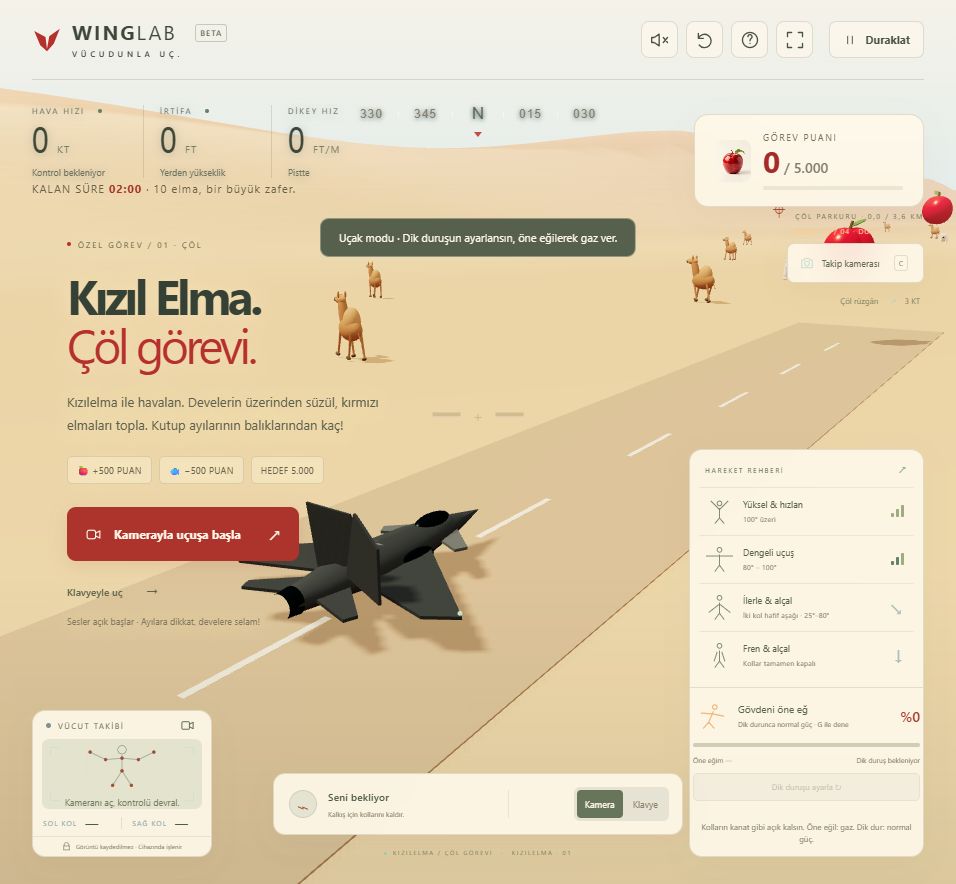 WINGLAB BETA
VÜCUDUNLA UÇ.
Duraklat
HAVA HIZI
0 KT
Kontrol bekleniyor
İRTİFA
0 FT
Yerden yükseklik
DİKEY HIZ
0 FT/M
Pistte
330 345 N 015 030
KALAN SÜRE 02:00 · 10 elma, bir büyük zafer.
GÖREV PUANI
0 / 5.000
ÇÖL PARKURU 0,0 / 3,6 KM
Takip kamerası C
Çöl rüzgârı 3 KT
Uçak modu · Dik duruşun ayarlansın, öne eğilerek gaz ver.
ÖZEL GÖREV / 01 · ÇÖL
Kızıl Elma.
Çöl görevi.
Kızılelma ile havalan. Develerin üzerinden süzül, kırmızı
elmaları topla. Kutup ayılarının balıklarından kaç!
+500 PUAN
−500 PUAN
HEDEF 5.000
Kamerayla uçuşa başla ↗
Klavyeyle uç →
Sesler açık başlar · Ayılara dikkat, develere selam!
HAREKET REHBERİ ↗
Yüksel & hızlan
100° üzeri
Dengeli uçuş
80° – 100°
İlerle & alçal
İki kol hafif aşağı · 25°–80°
Fren & alçal
Kollar tamamen kapalı
Gövdeni öne eğ
Dik durunca normal güç · G ile dene
%0
Öne eğim —
Dik duruş bekleniyor
Dik duruşu ayarla ↻
Kolların kanat gibi açık kalsın. Öne eğil: gaz. Dik dur: normal
güç.
VÜCUT TAKİBİ
Kameranı aç, kontrolü devral.
SOL KOL —
SAĞ KOL —
Görüntü kaydedilmez · Cihazında işlenir
Seni bekliyor
Kalkış için kollarını kaldır.
Kamera
Klavye
KIZILELMA / ÇÖL GÖREVİ · KIZILELMA · 01